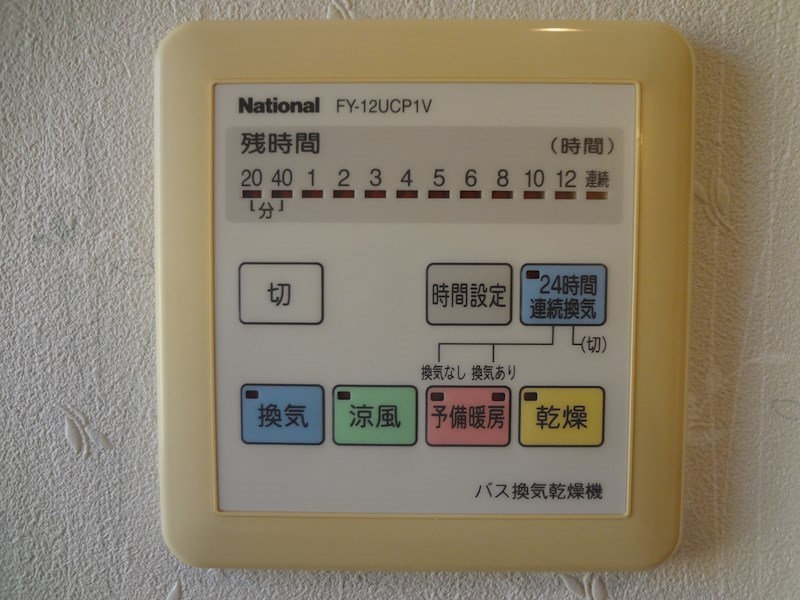 National FY-12UCP1V
残時間 (時間)
20 40 1 2 3 4 5 6 8 10 12 連続
分
切 時間設定 24時間
連続換気
(切)
換気なし 換気あり
換気 涼風 予備暖房 乾燥
バス換気乾燥機